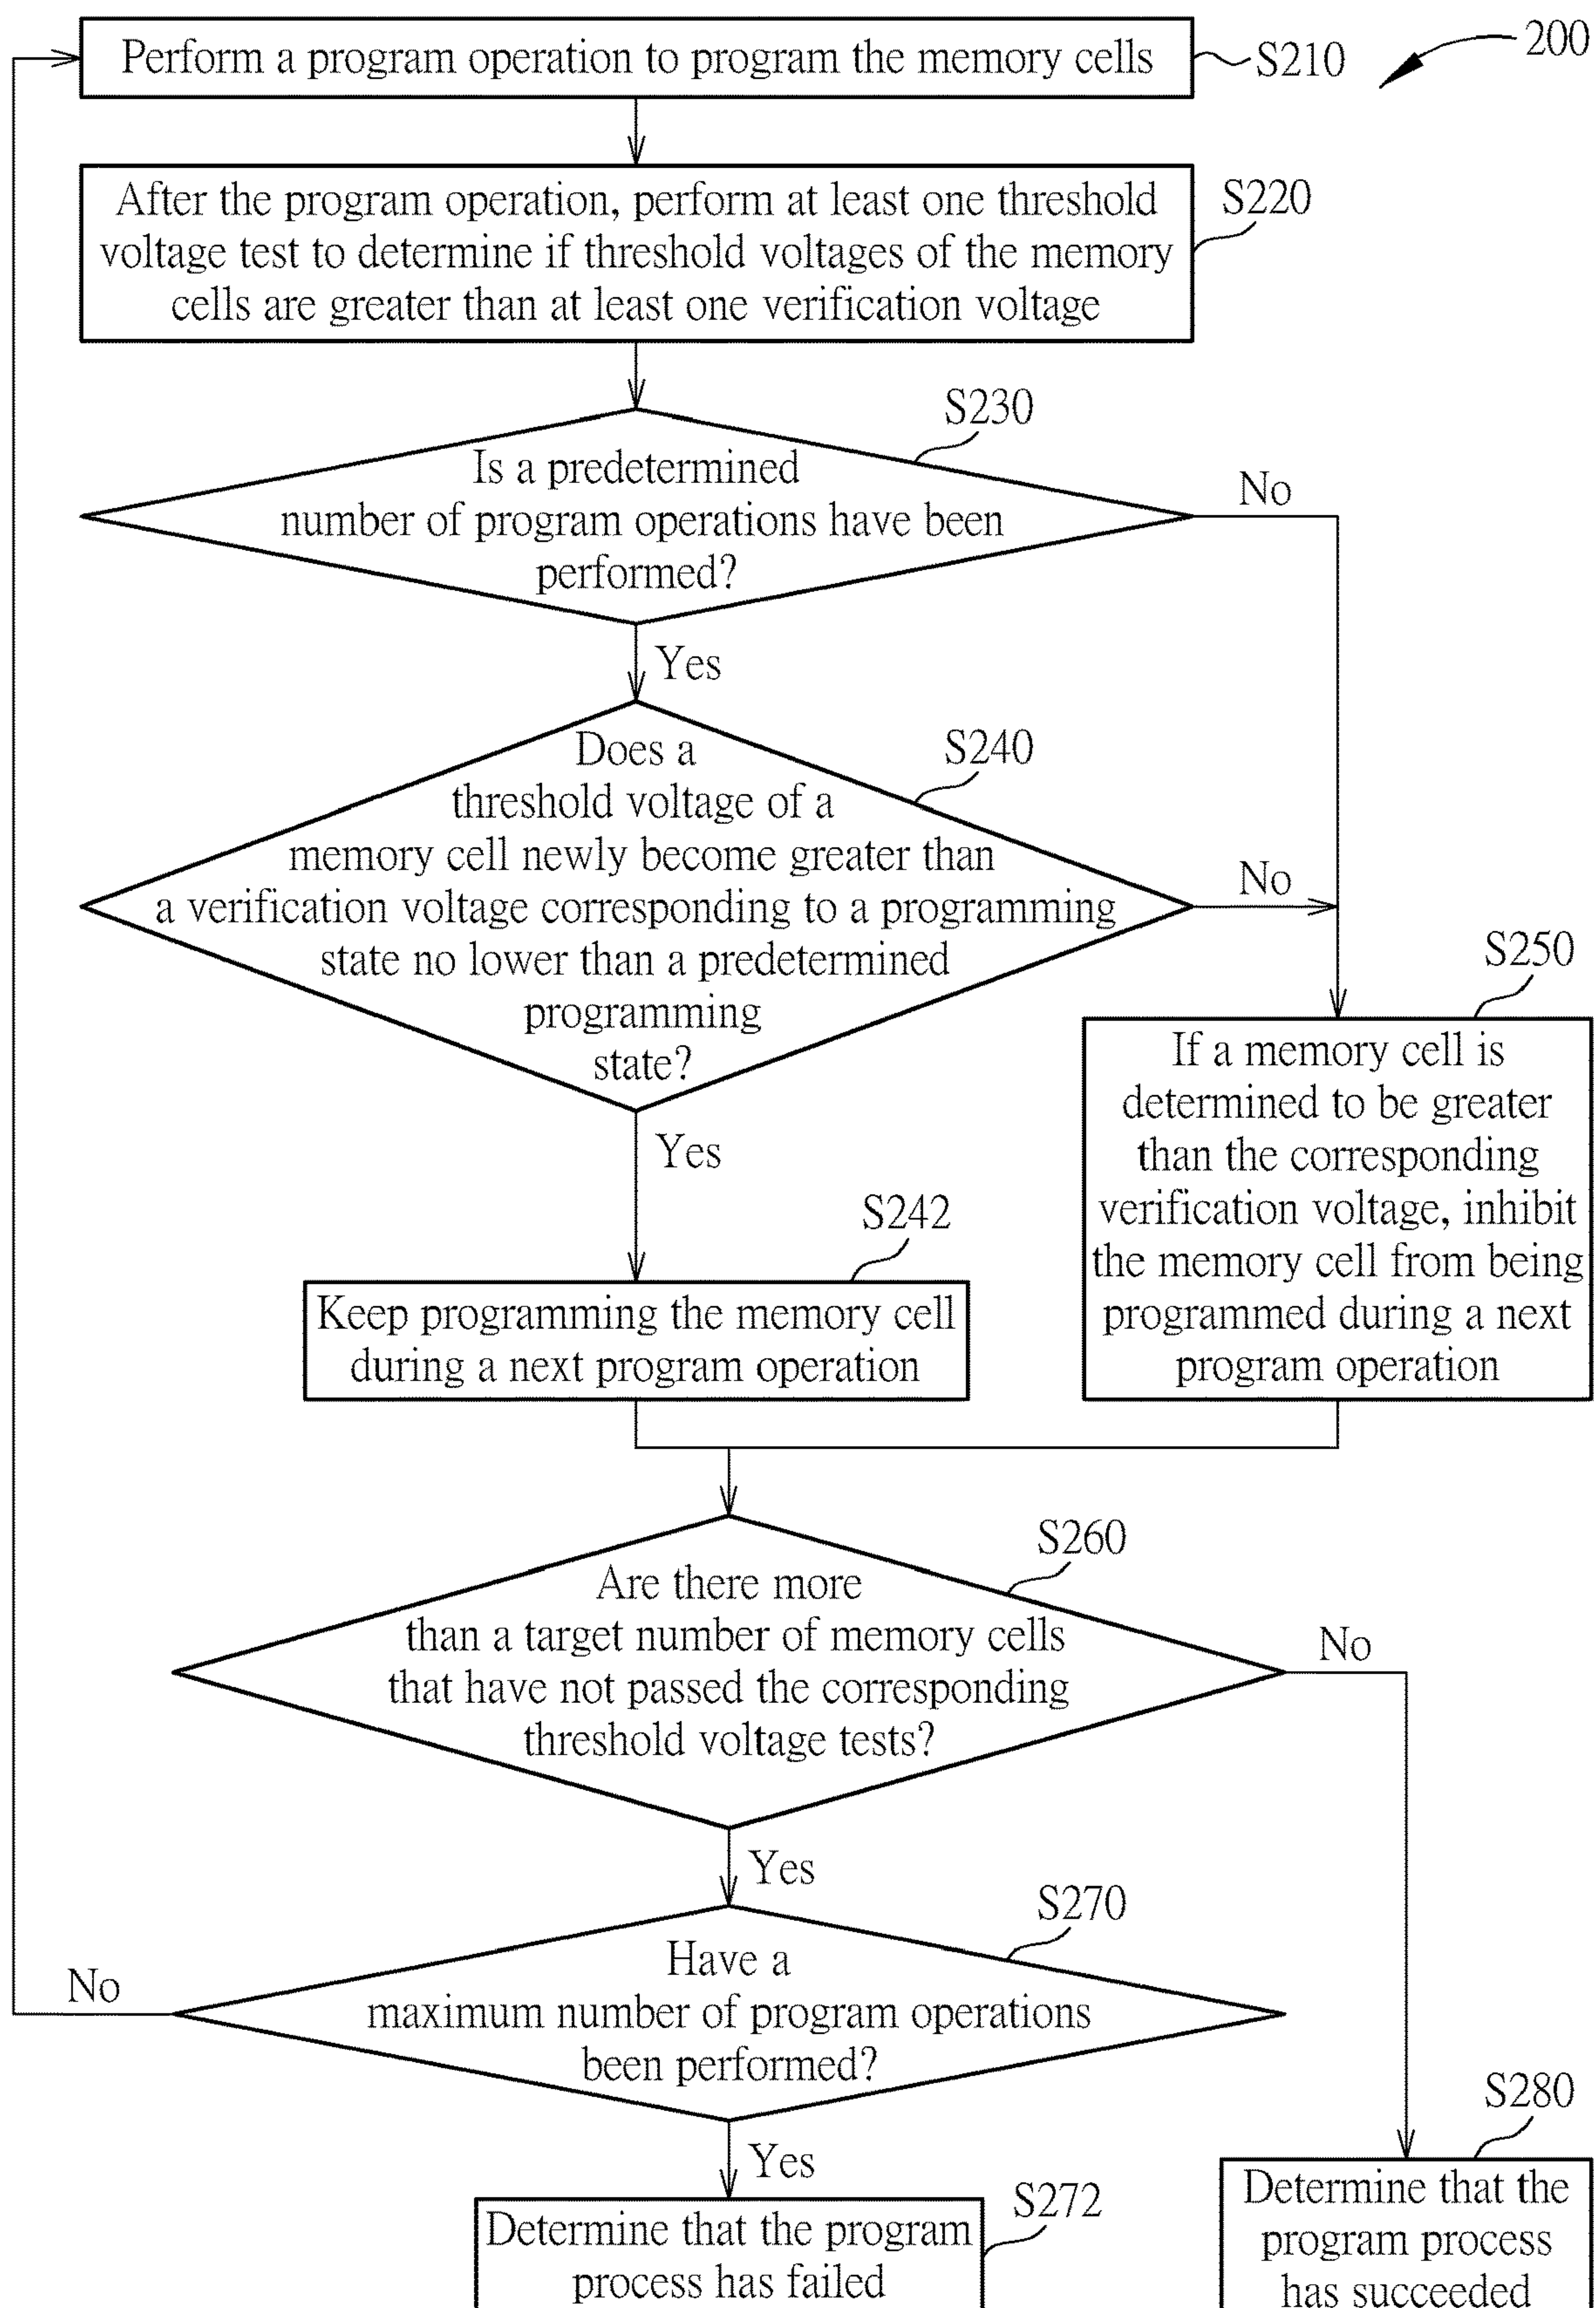 200
Perform a program operation to program the memory cells
S210
After the program operation, perform at least one threshold
voltage test to determine if threshold voltages of the memory
cells are greater than at least one verification voltage
S220
S230
Is a predetermined
number of program operations have been
performed?
No
Yes
S240
Does a
threshold voltage of a
memory cell newly become greater than
a verification voltage corresponding to a programming
state no lower than a predetermined
programming
state?
No
Yes
S250
If a memory cell is
determined to be greater
than the corresponding
verification voltage, inhibit
the memory cell from being
programmed during a next
program operation
S242
Keep programming the memory cell
during a next program operation
S260
Are there more
than a target number of memory cells
that have not passed the corresponding
threshold voltage tests?
No
Yes
S270
Have a
maximum number of program operations
been performed?
No
Yes
S272
Determine that the program
process has failed
S280
Determine that the
program process
has succeeded